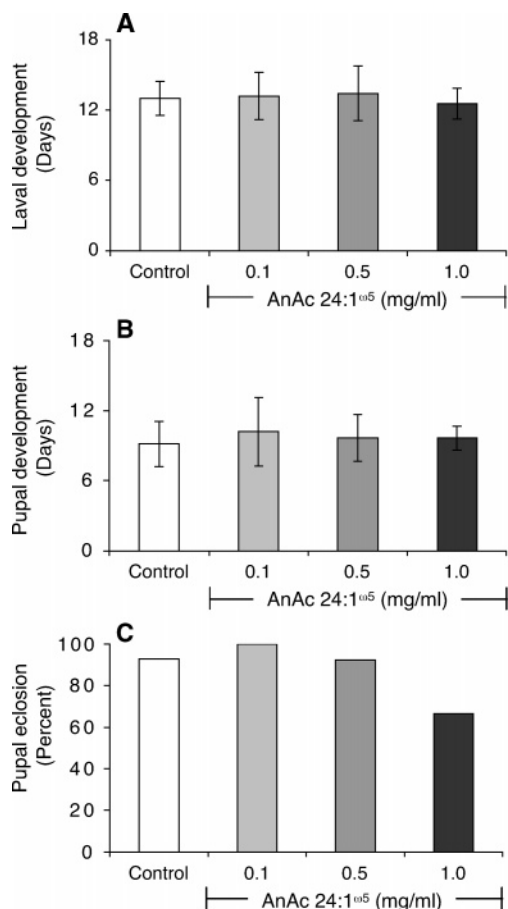 A
Laval development
(Days)
18
12
6
0
Control 0.1 0.5 1.0
AnAc 24:1ω5 (mg/ml)
B
Pupal development
(Days)
18
12
6
0
Control 0.1 0.5 1.0
AnAc 24:1ω5 (mg/ml)
C
Pupal eclosion
(Percent)
100
80
60
40
20
0
Control 0.1 0.5 1.0
AnAc 24:1ω5 (mg/ml)